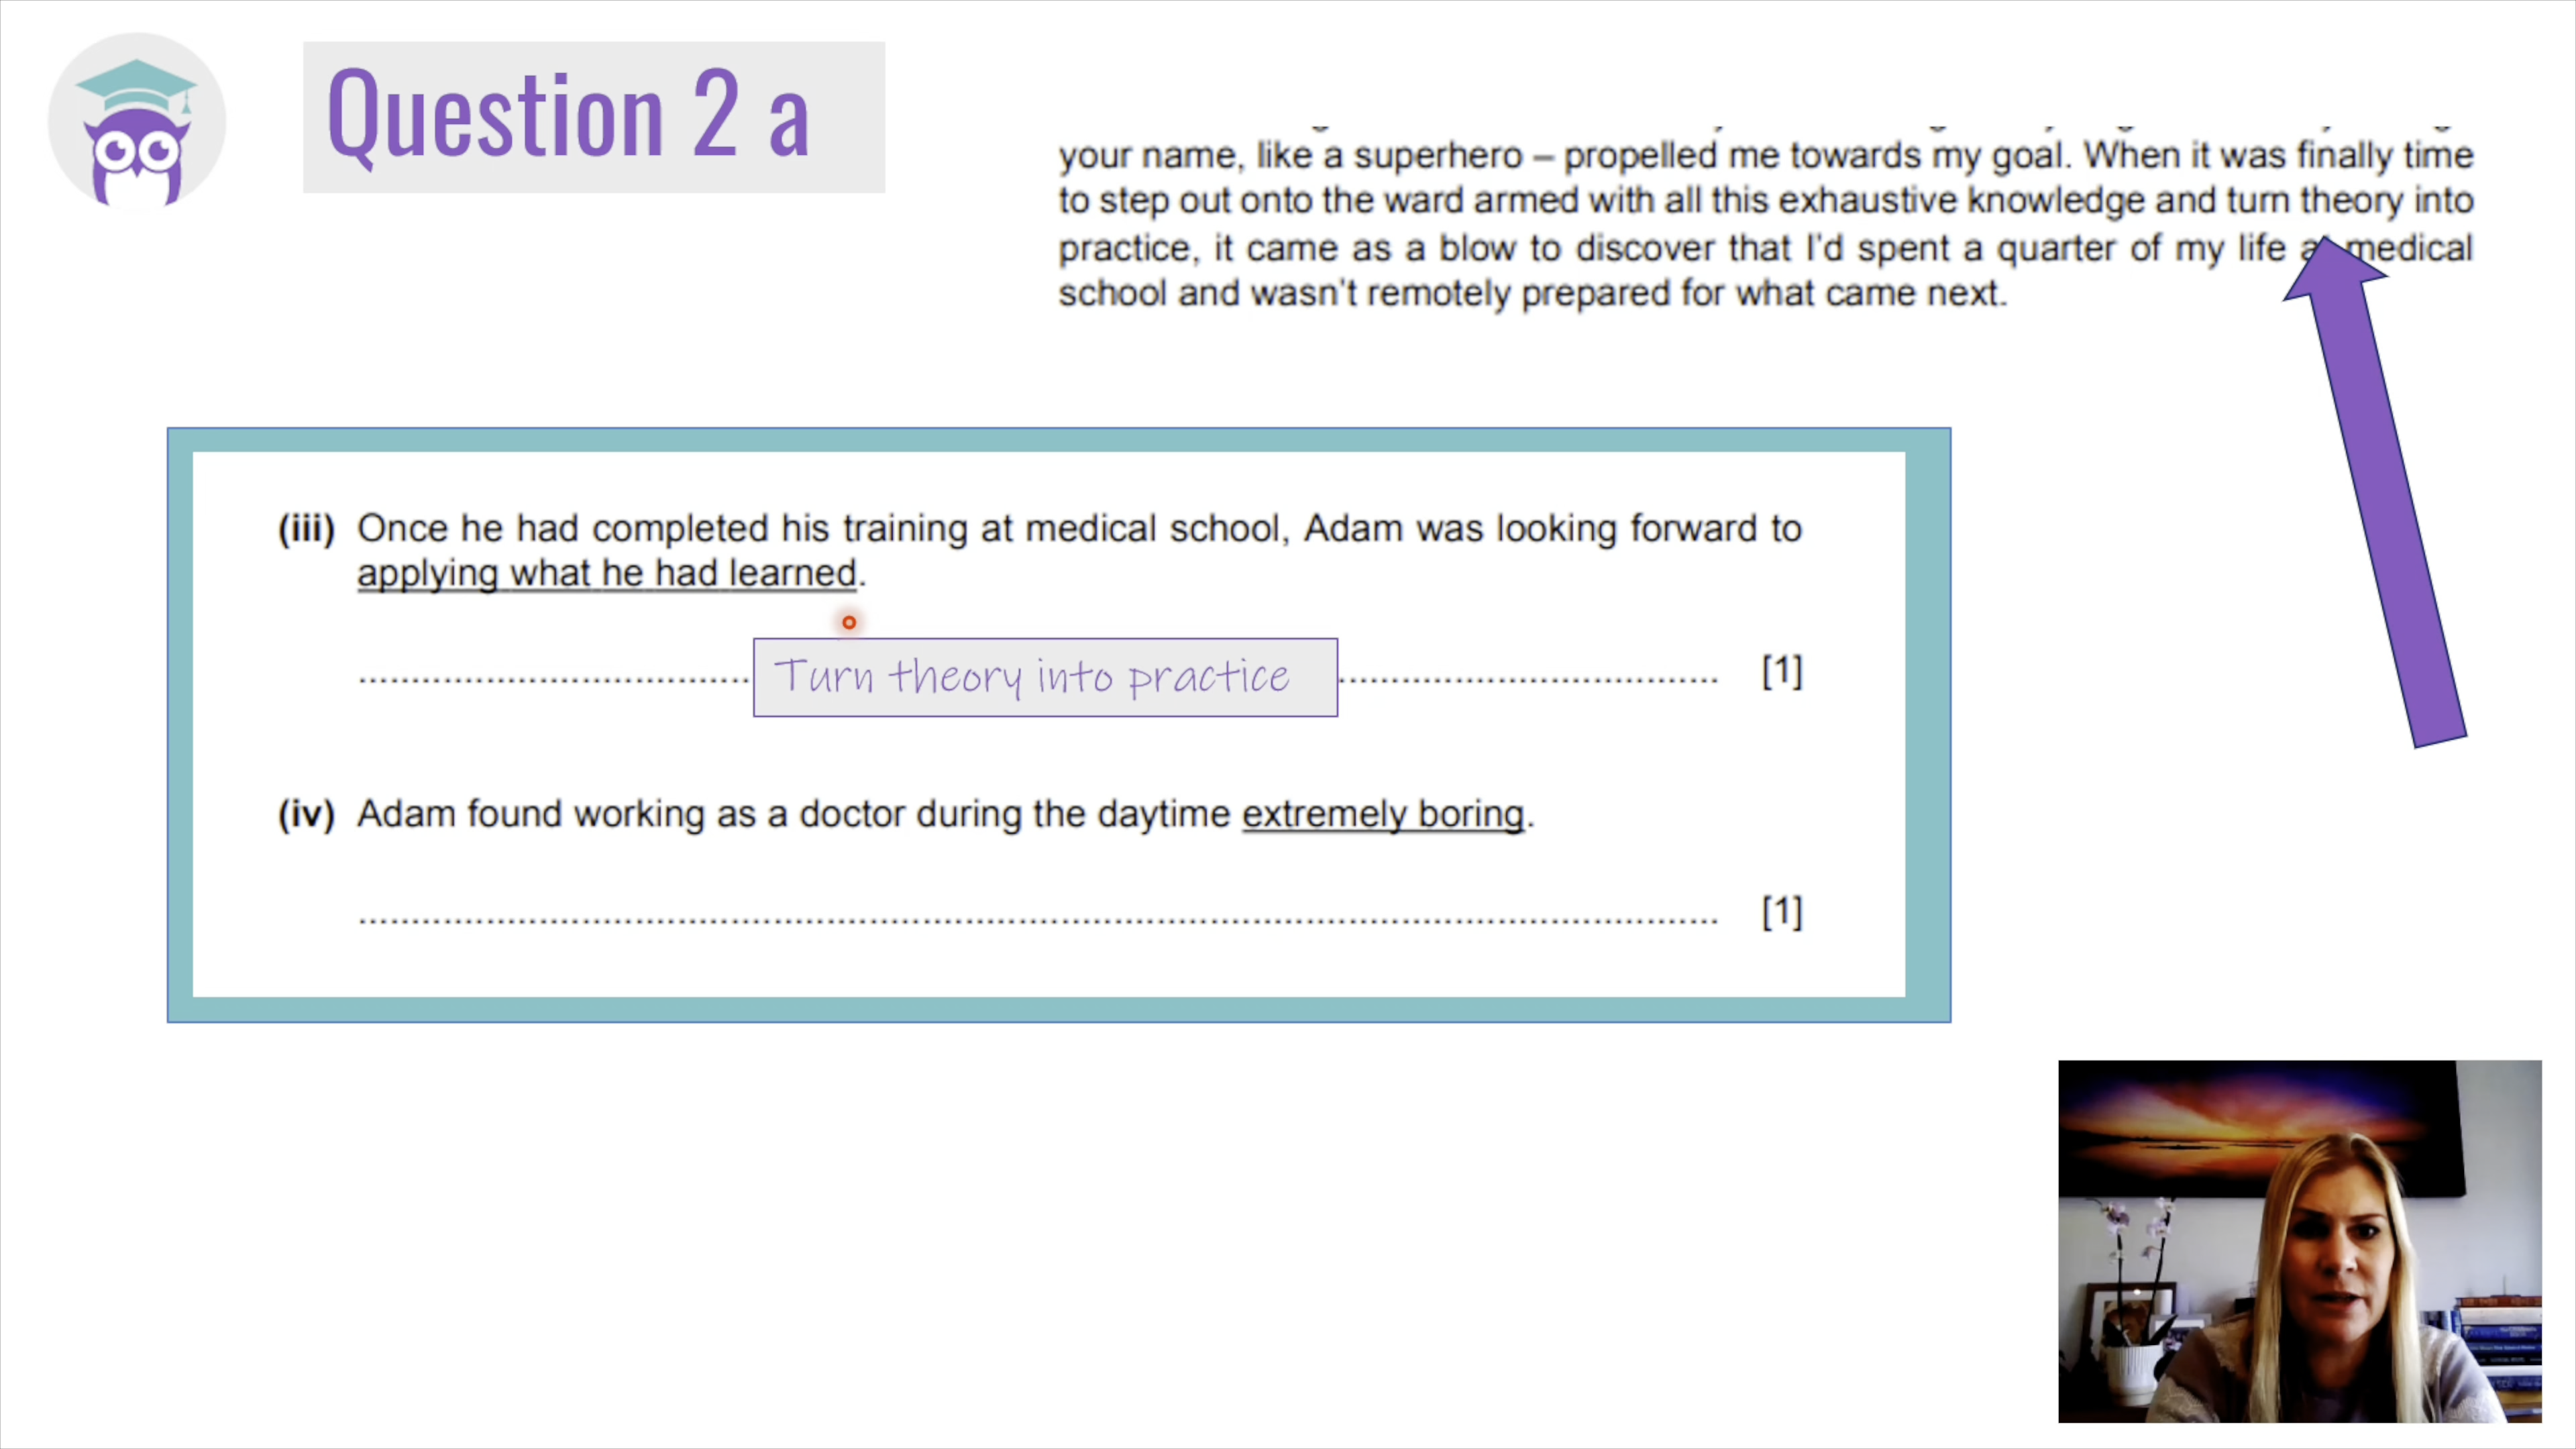 Question 2 a
your name, like a superhero – propelled me towards my goal. When it was finally time
to step out onto the ward armed with all this exhaustive knowledge and turn theory into
practice, it came as a blow to discover that I'd spent a quarter of my life medical
school and wasn't remotely prepared for what came next.
(iii) Once he had completed his training at medical school, Adam was looking forward to
applying what he had learned.
Turn theory into practice [1]
(iv) Adam found working as a doctor during the daytime extremely boring.
[1]